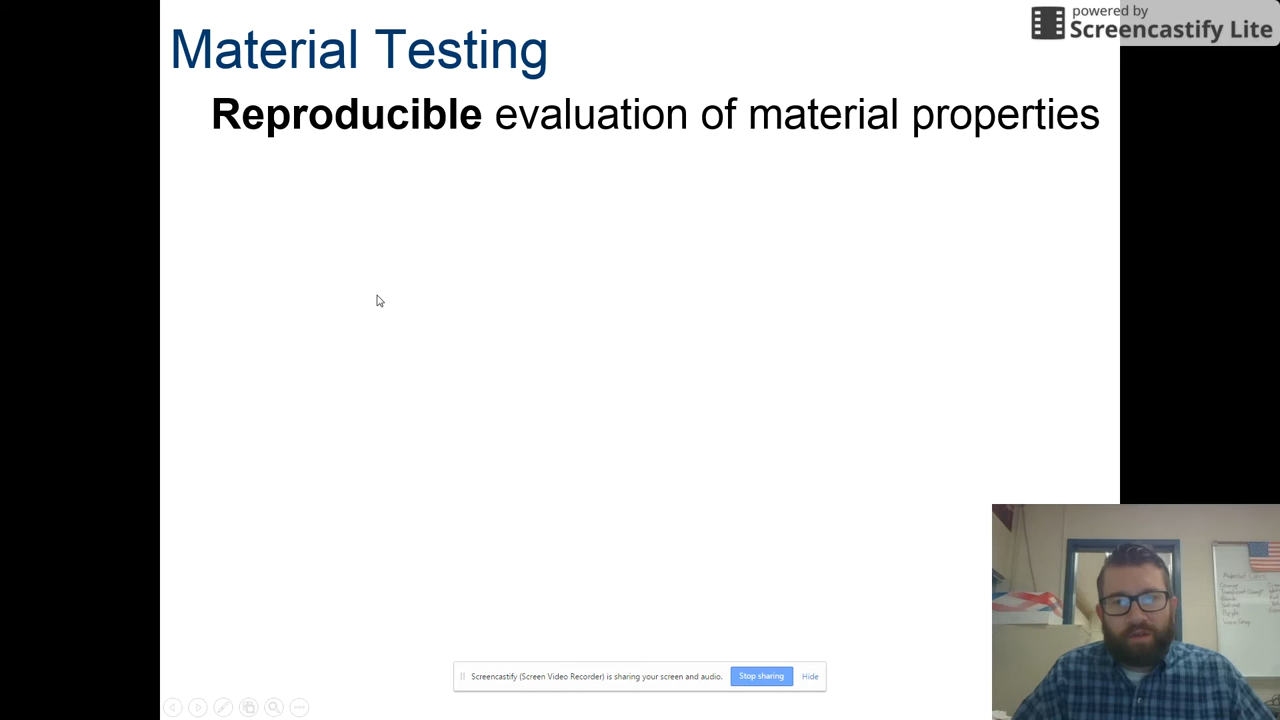 powered by
Screencastify Lite
Material Testing
Reproducible evaluation of material properties
Screencastify (Screen Video Recorder) is sharing your screen and audio.
Stop sharing
Hide